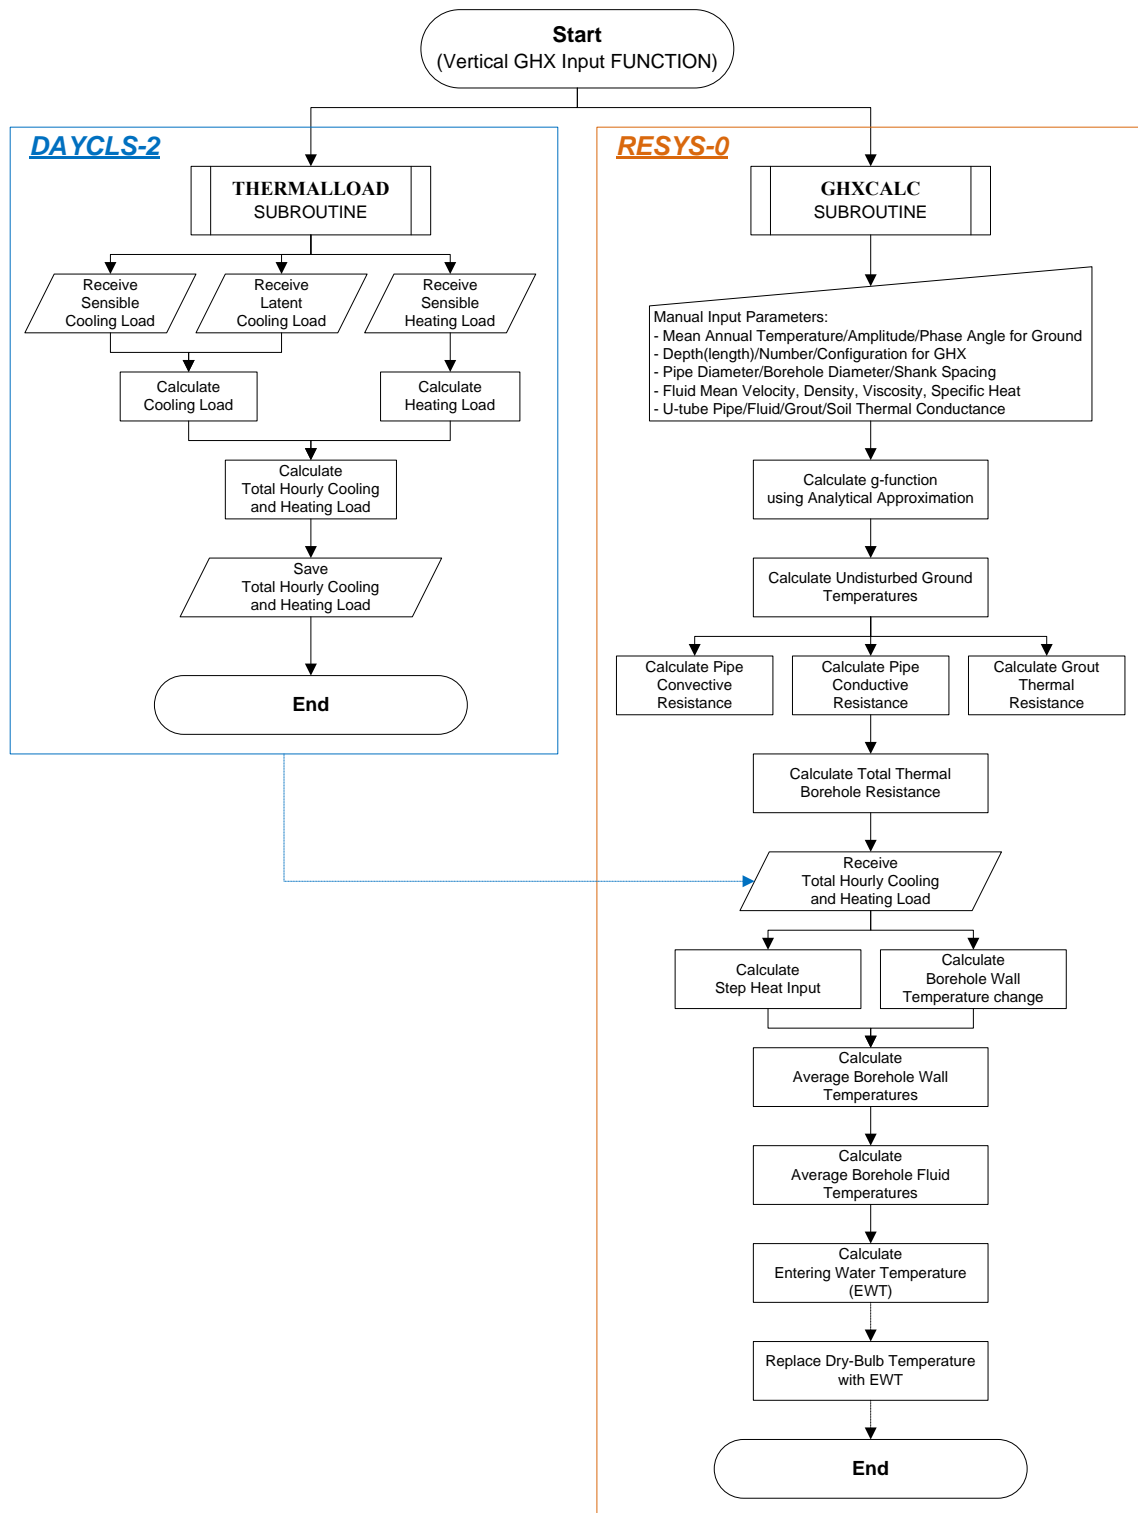 Start
(Vertical GHX Input FUNCTION)
DAYCLS-2
THERMALLOAD
SUBROUTINE
Receive
Sensible
Cooling Load
Receive
Latent
Cooling Load
Receive
Sensible
Heating Load
Calculate
Cooling Load
Calculate
Heating Load
Calculate
Total Hourly Cooling
and Heating Load
Save
Total Hourly Cooling
and Heating Load
End
RESYS-0
GHXCALC
SUBROUTINE
Manual Input Parameters:
- Mean Annual Temperature/Amplitude/Phase Angle for Ground
- Depth(length)/Number/Configuration for GHX
- Pipe Diameter/Borehole Diameter/Shank Spacing
- Fluid Mean Velocity, Density, Viscosity, Specific Heat
- U-tube Pipe/Fluid/Grout/Soil Thermal Conductance
Calculate g-function
using Analytical Approximation
Calculate Undisturbed Ground
Temperatures
Calculate Pipe
Convective
Resistance
Calculate Pipe
Conductive
Resistance
Calculate Grout
Thermal
Resistance
Calculate Total Thermal
Borehole Resistance
Receive
Total Hourly Cooling
and Heating Load
Calculate
Step Heat Input
Calculate
Borehole Wall
Temperature change
Calculate
Average Borehole Wall
Temperatures
Calculate
Average Borehole Fluid
Temperatures
Calculate
Entering Water Temperature
(EWT)
Replace Dry-Bulb Temperature
with EWT
End